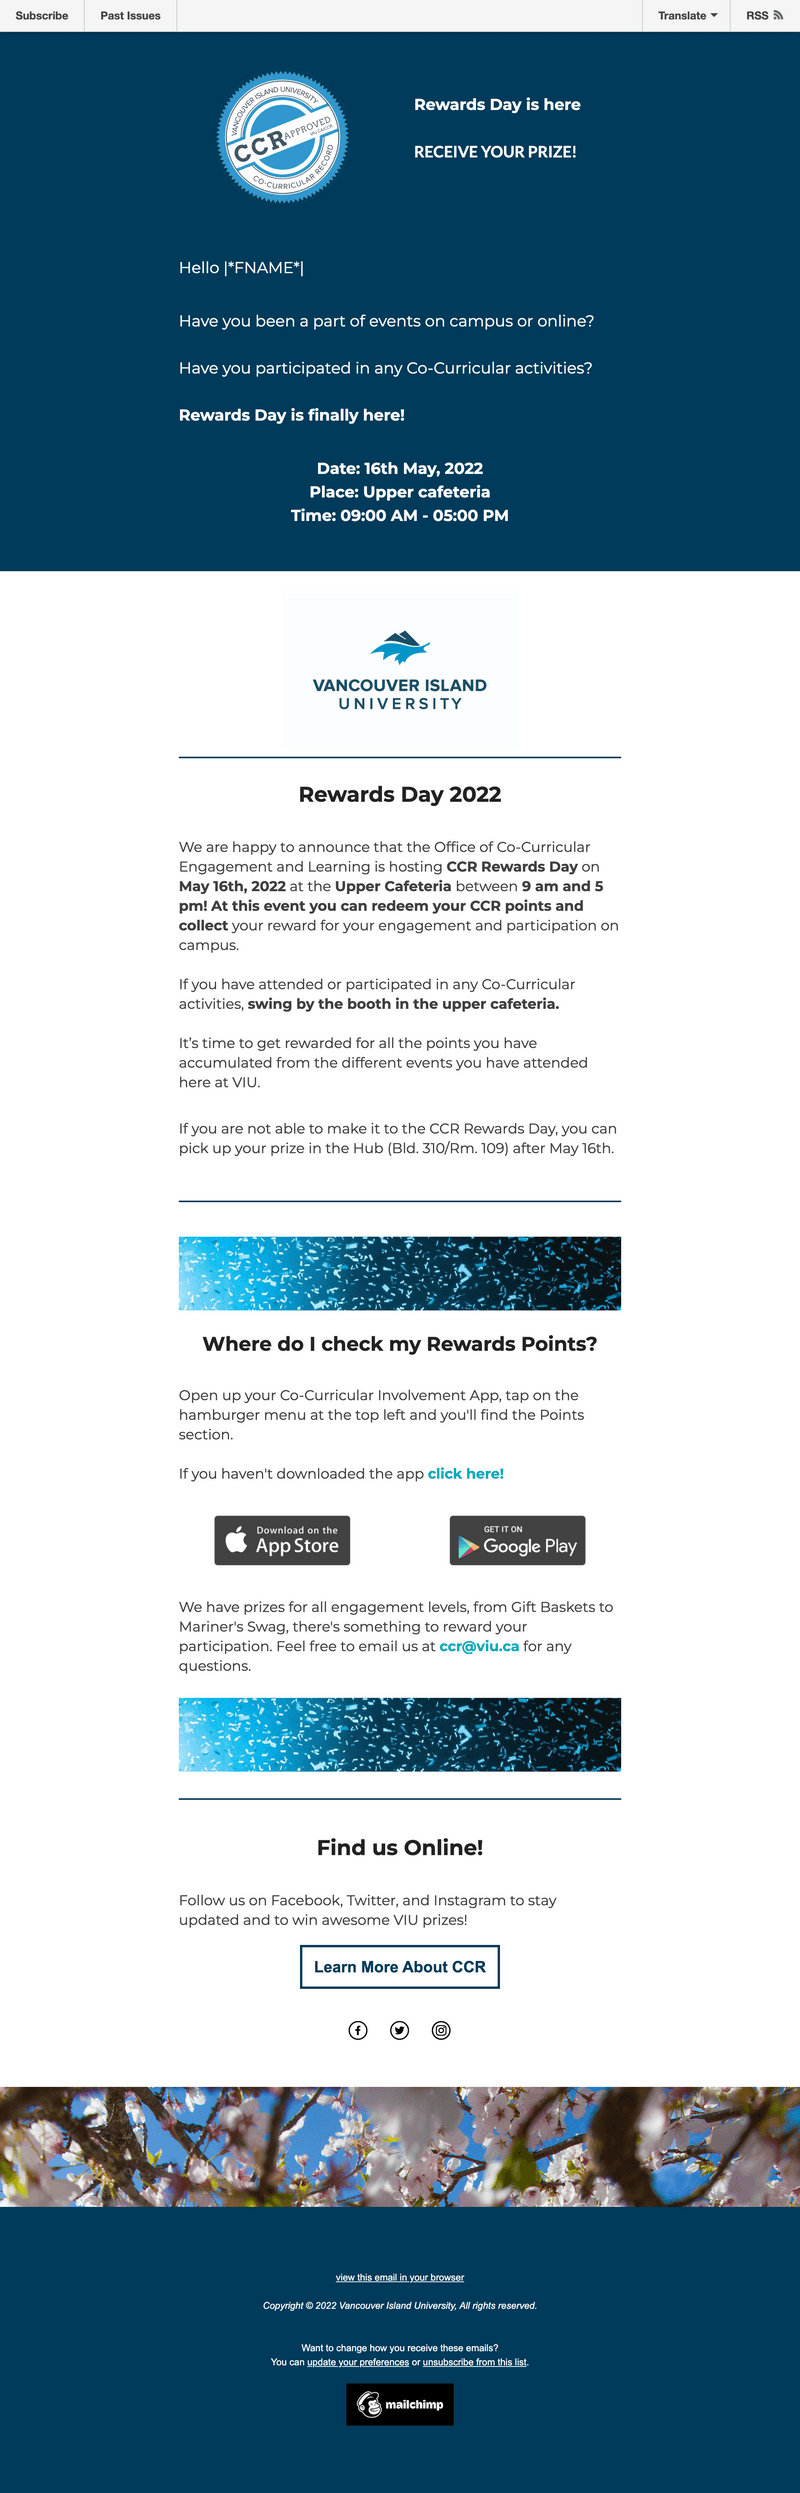 Subscribe
Past Issues
Translate
RSS
VANCOUVER ISLAND UNIVERSITY
CCR APPROVED
VIU.CA/CCR
CO-CURRICULAR RECORD
Rewards Day is here
RECEIVE YOUR PRIZE!
Hello |*FNAME*|
Have you been a part of events on campus or online?
Have you participated in any Co-Curricular activities?
Rewards Day is finally here!
Date: 16th May, 2022
Place: Upper cafeteria
Time: 09:00 AM - 05:00 PM
VANCOUVER ISLAND
UNIVERSITY
Rewards Day 2022
We are happy to announce that the Office of Co-Curricular
Engagement and Learning is hosting CCR Rewards Day on
May 16th, 2022 at the Upper Cafeteria between 9 am and 5
pm! At this event you can redeem your CCR points and
collect your reward for your engagement and participation on
campus.
If you have attended or participated in any Co-Curricular
activities, swing by the booth in the upper cafeteria.
It’s time to get rewarded for all the points you have
accumulated from the different events you have attended
here at VIU.
If you are not able to make it to the CCR Rewards Day, you can
pick up your prize in the Hub (Bld. 310/Rm. 109) after May 16th.
Where do I check my Rewards Points?
Open up your Co-Curricular Involvement App, tap on the
hamburger menu at the top left and you'll find the Points
section.
If you haven't downloaded the app click here!
Download on the
App Store
GET IT ON
Google Play
We have prizes for all engagement levels, from Gift Baskets to
Mariner's Swag, there's something to reward your
participation. Feel free to email us at ccr@viu.ca for any
questions.
Find us Online!
Follow us on Facebook, Twitter, and Instagram to stay
updated and to win awesome VIU prizes!
Learn More About CCR
view this email in your browser
Copyright © 2022 Vancouver Island University, All rights reserved.
Want to change how you receive these emails?
You can update your preferences or unsubscribe from this list.
mailchimp